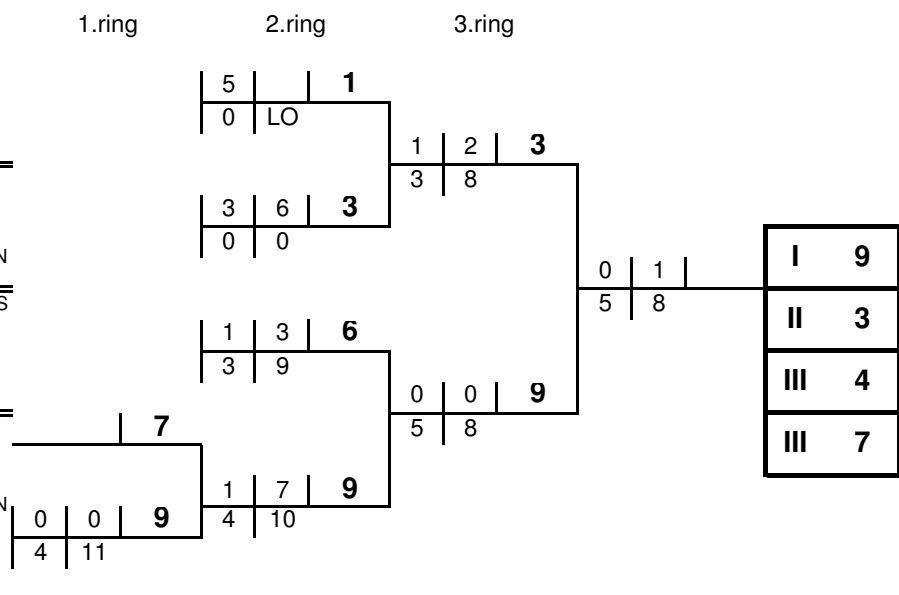 1.ring 2.ring 3.ring
5 1
0 LO
1 2 3
3 8
3 6 3
0 0
N
I 9
0 1
5 8
S
II 3
1 3 6
3 9
III 4
0 0 9
5 8
7
III 7
1 7 9
4 10
N
0 0 9
4 11